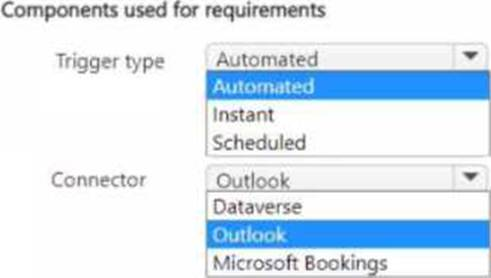 Components used for requirements
Trigger type
Automated
Automated
Instant
Scheduled
Connector
Outlook
Dataverse
Outlook
Microsoft Bookings